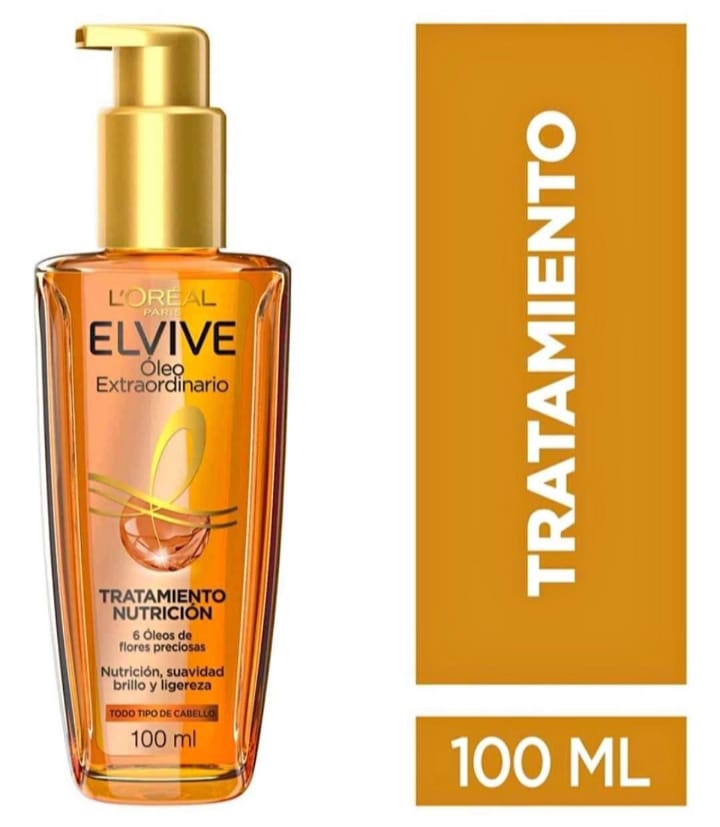 L'ORÉAL
PARIS
ELVIVE
Óleo
Extraordinario
TRATAMIENTO
NUTRICIÓN
6 Óleos de
flores preciosas
Nutrición, suavidad
brillo y ligereza
TODO TIPO DE CABELLO
100 ml
TRATAMIENTO
100 ML